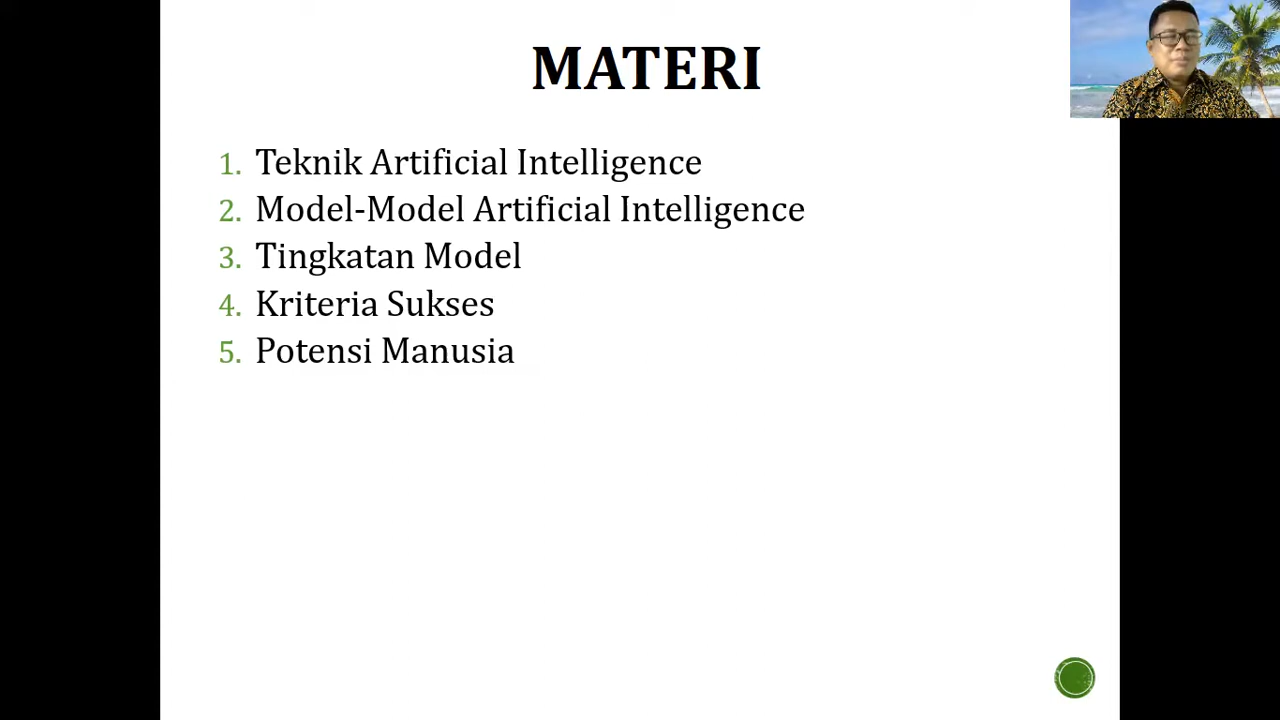 MATERI
1. Teknik Artificial Intelligence
2. Model-Model Artificial Intelligence
3. Tingkatan Model
4. Kriteria Sukses
5. Potensi Manusia